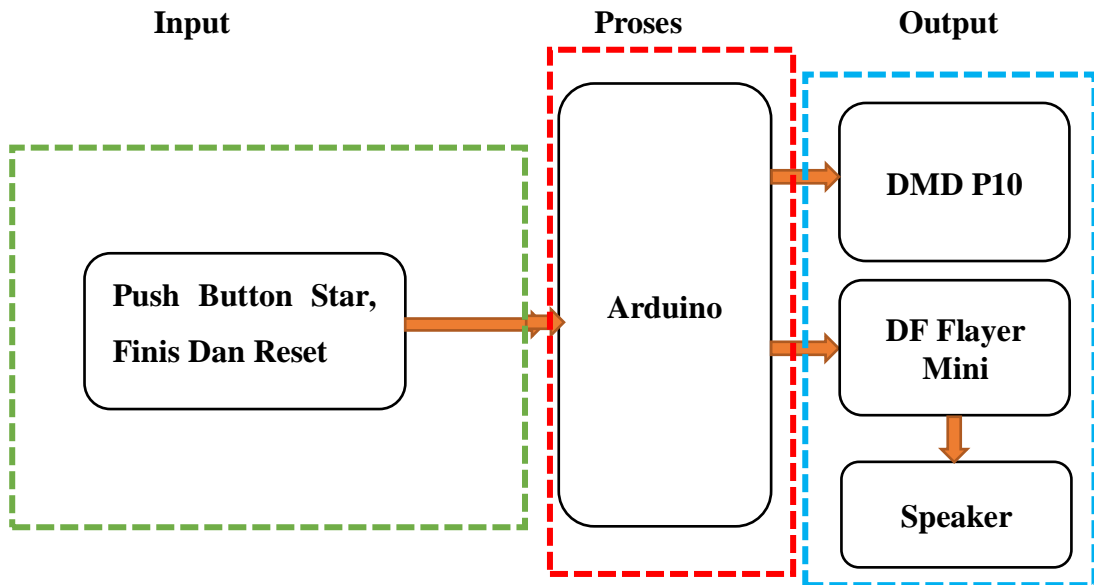 Input
Proses
Output
Push Button Star,
Finis Dan Reset
Arduino
DMD P10
DF Flayer
Mini
Speaker